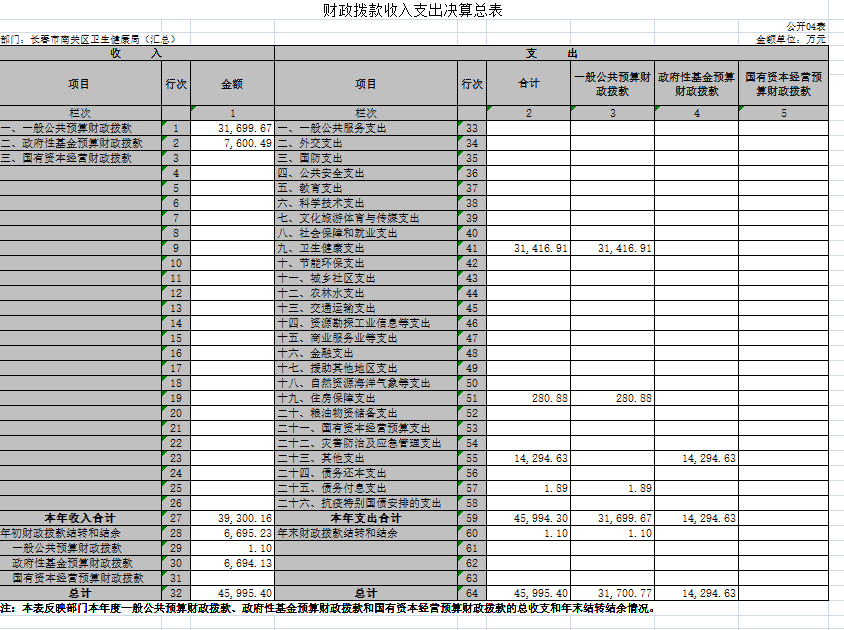 财政拨款收入支出决算总表
公开04表
部门：长春市南关区卫生健康局（汇总） 金额单位：万元
收 入 支 出
项目 行次 金额 项目 行次 合计 一般公共预算财政拨款 政府性基金预算财政拨款 国有资本经营预算财政拨款
栏次 1 栏次 2 3 4 5
一、一般公共预算财政拨款 1 31,699.67 一、一般公共服务支出 33
二、政府性基金预算财政拨款 2 7,600.49 二、外交支出 34
三、国有资本经营财政拨款 3 三、国防支出 35
4 四、公共安全支出 36
5 五、教育支出 37
6 六、科学技术支出 38
7 七、文化旅游体育与传媒支出 39
8 八、社会保障和就业支出 40
9 九、卫生健康支出 41 31,416.91 31,416.91
10 十、节能环保支出 42
11 十一、城乡社区支出 43
12 十二、农林水支出 44
13 十三、交通运输支出 45
14 十四、资源勘探工业信息等支出 46
15 十五、商业服务业等支出 47
16 十六、金融支出 48
17 十七、援助其他地区支出 49
18 十八、自然资源海洋气象等支出 50
19 十九、住房保障支出 51 280.88 280.88
20 二十、粮油物资储备支出 52
21 二十一、国有资本经营预算支出 53
22 二十二、灾害防治及应急管理支出 54
23 二十三、其他支出 55 14,294.63 14,294.63
24 二十四、债务还本支出 56
25 二十五、债务付息支出 57 1.89 1.89
26 二十六、抗疫特别国债安排的支出 58
本年收入合计 27 39,300.16 本年支出合计 59 45,994.30 31,699.67 14,294.63
年初财政拨款结转和结余 28 6,695.23 年末财政拨款结转和结余 60 1.10 1.10
一般公共预算财政拨款 29 1.10 61
政府性基金预算财政拨款 30 6,694.13 62
国有资本经营预算财政拨款 31 63
总计 32 45,995.40 总计 64 45,995.40 31,700.77 14,294.63
注：本表反映部门本年度一般公共预算财政拨款、政府性基金预算财政拨款和国有资本经营预算财政拨款的总收支和年末结转结余情况。